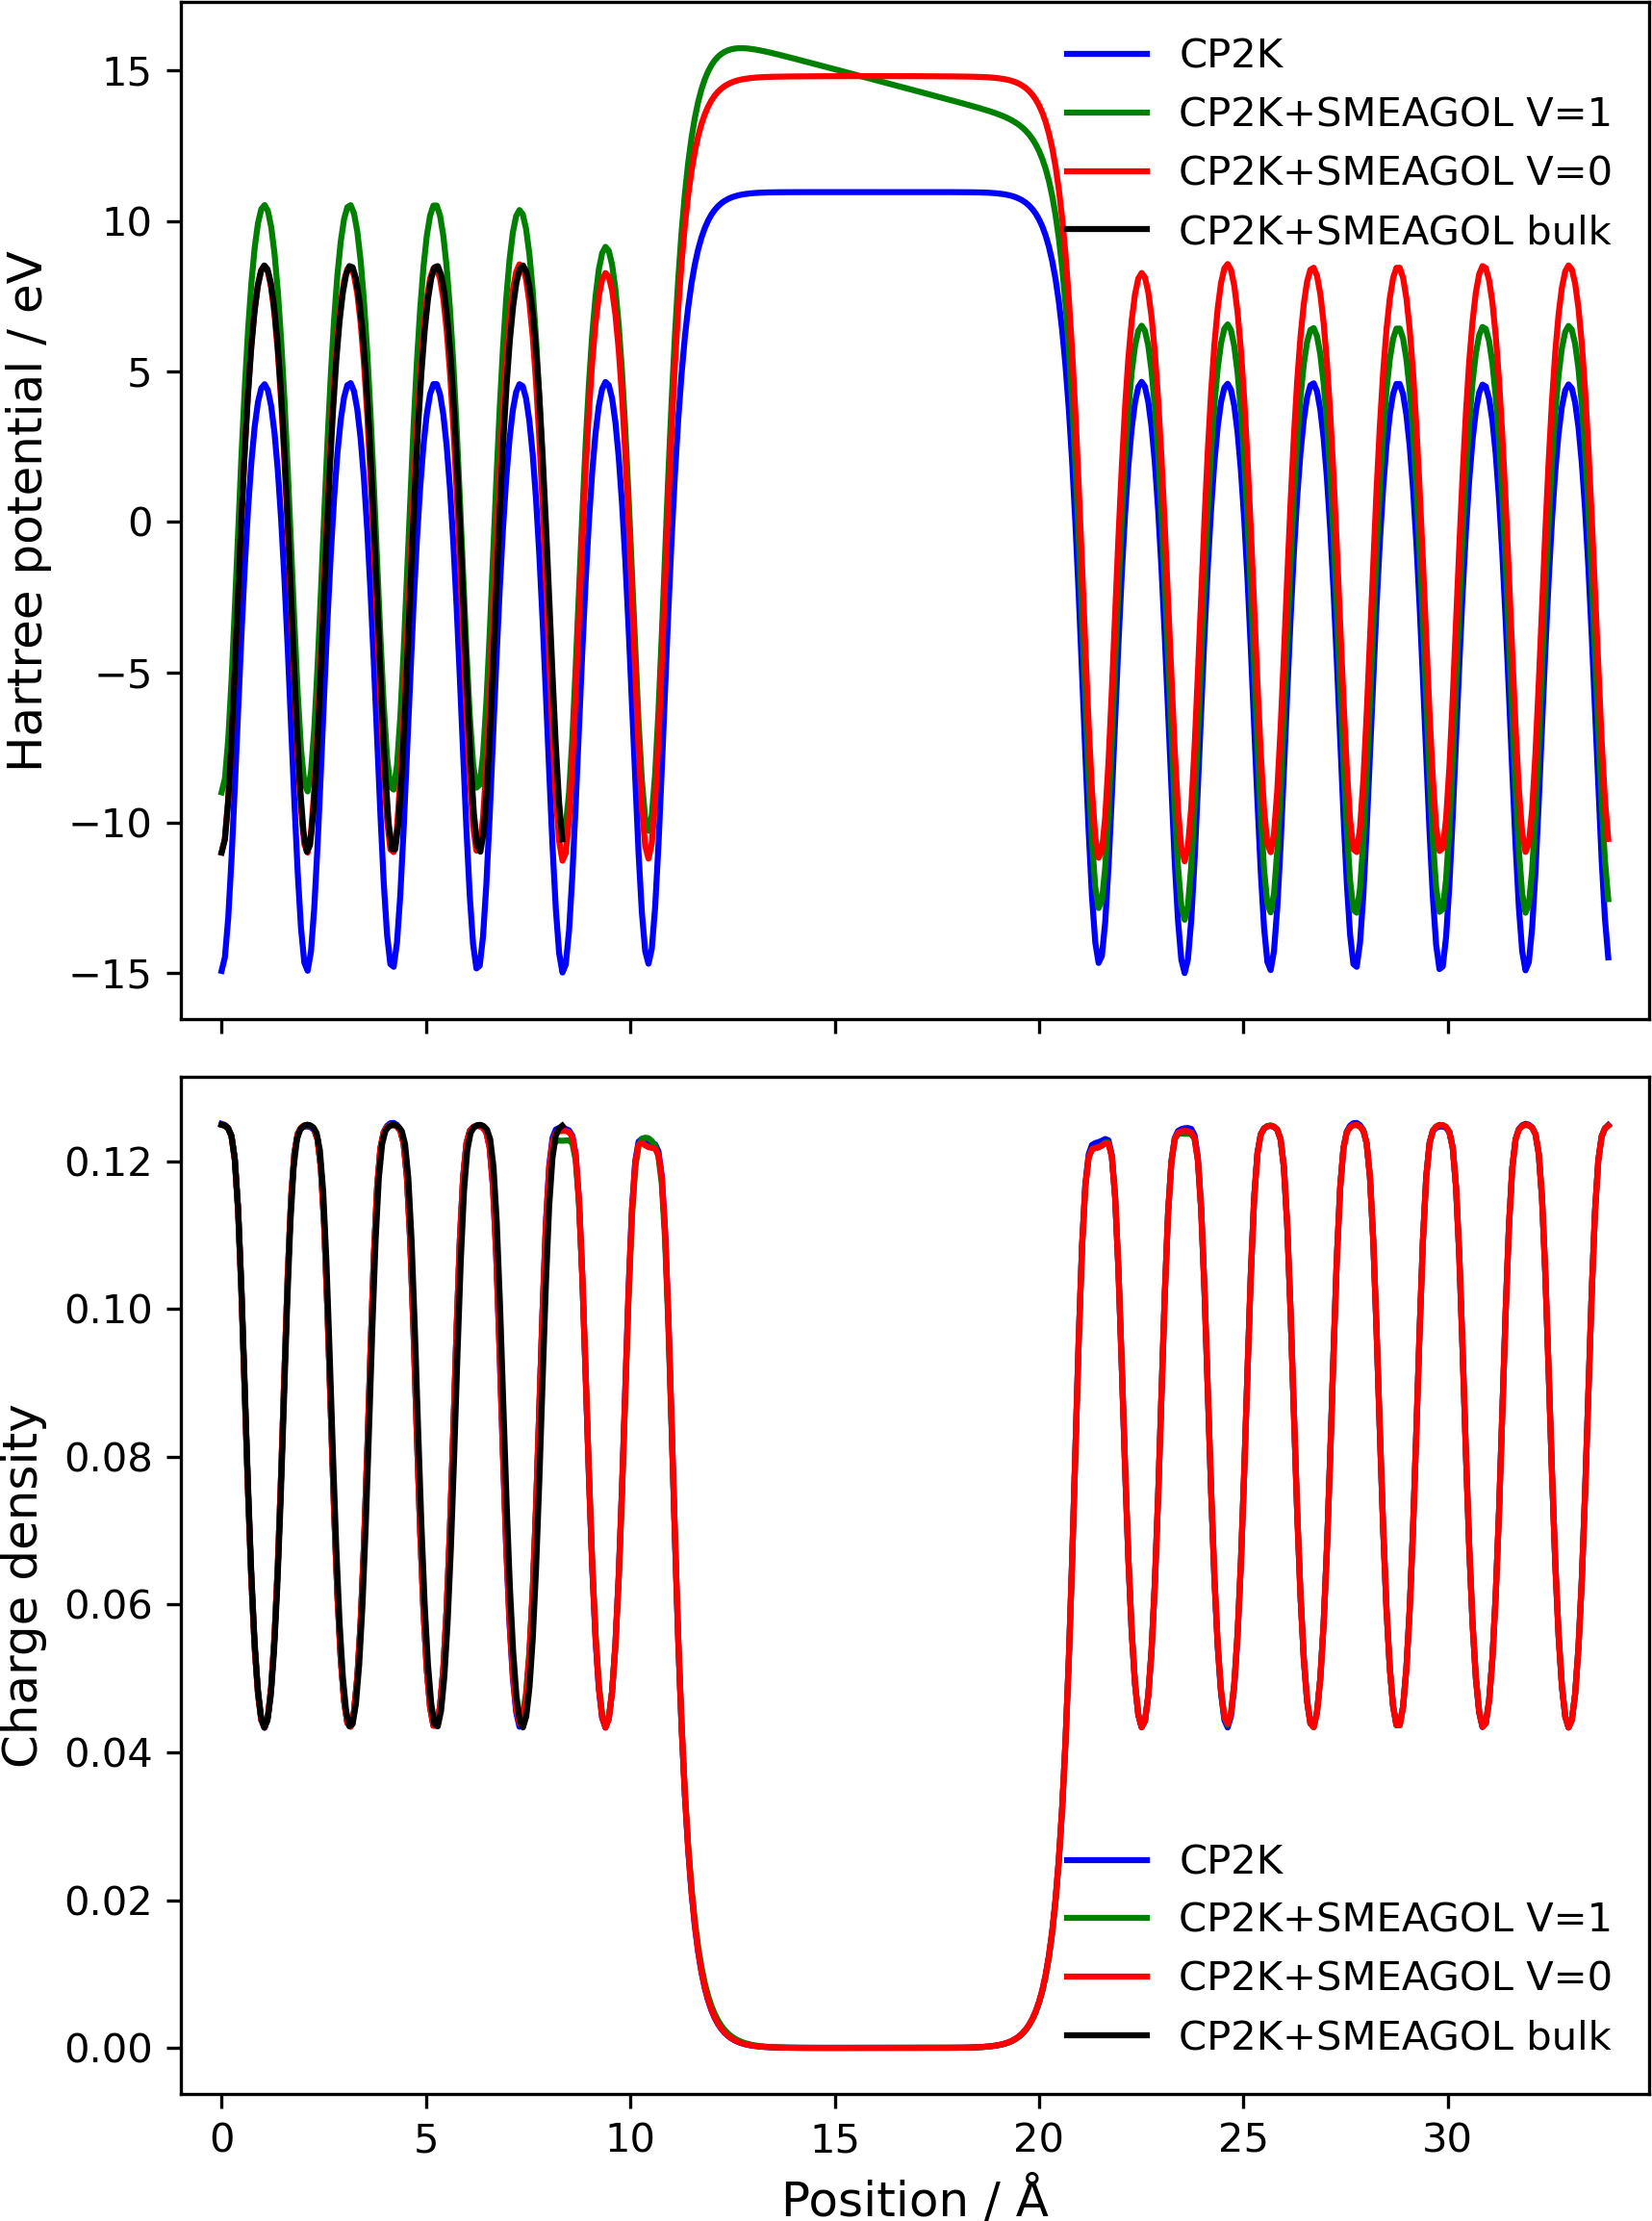 Hartree potential / eV
15
10
5
0
−5
−10
−15
CP2K
CP2K+SMEAGOL V=1
CP2K+SMEAGOL V=0
CP2K+SMEAGOL bulk
Charge density
0.12
0.10
0.08
0.06
0.04
0.02
0.00
CP2K
CP2K+SMEAGOL V=1
CP2K+SMEAGOL V=0
CP2K+SMEAGOL bulk
0 5 10 15 20 25 30
Position / Å